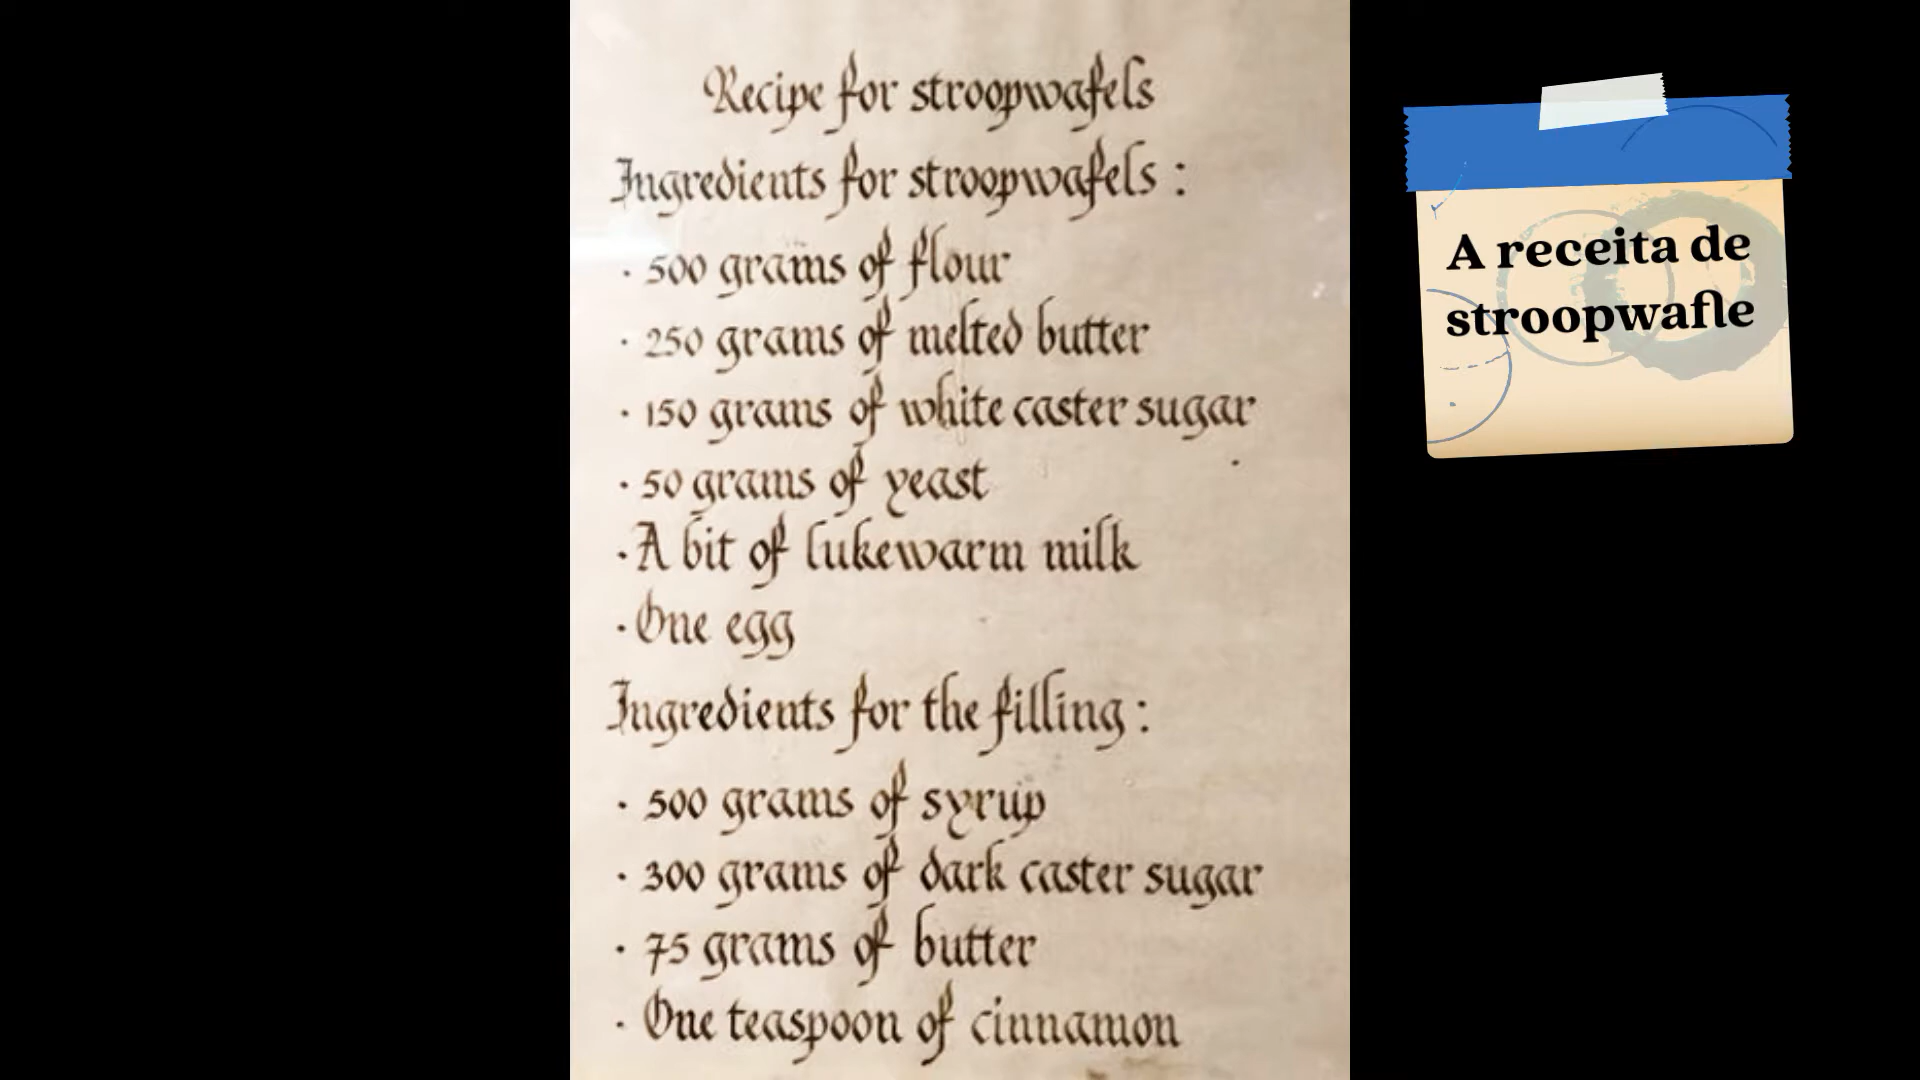 Recipe for stroopwafels
Ingredients for stroopwafels :
· 500 grams of flour
· 250 grams of melted butter
· 150 grams of white caster sugar
· 50 grams of yeast
· A bit of lukewarm milk
· One egg
Ingredients for the filling :
· 500 grams of syrup
· 300 grams of dark caster sugar
· 75 grams of butter
· One teaspoon of cinnamon
A receita de
stroopwafle